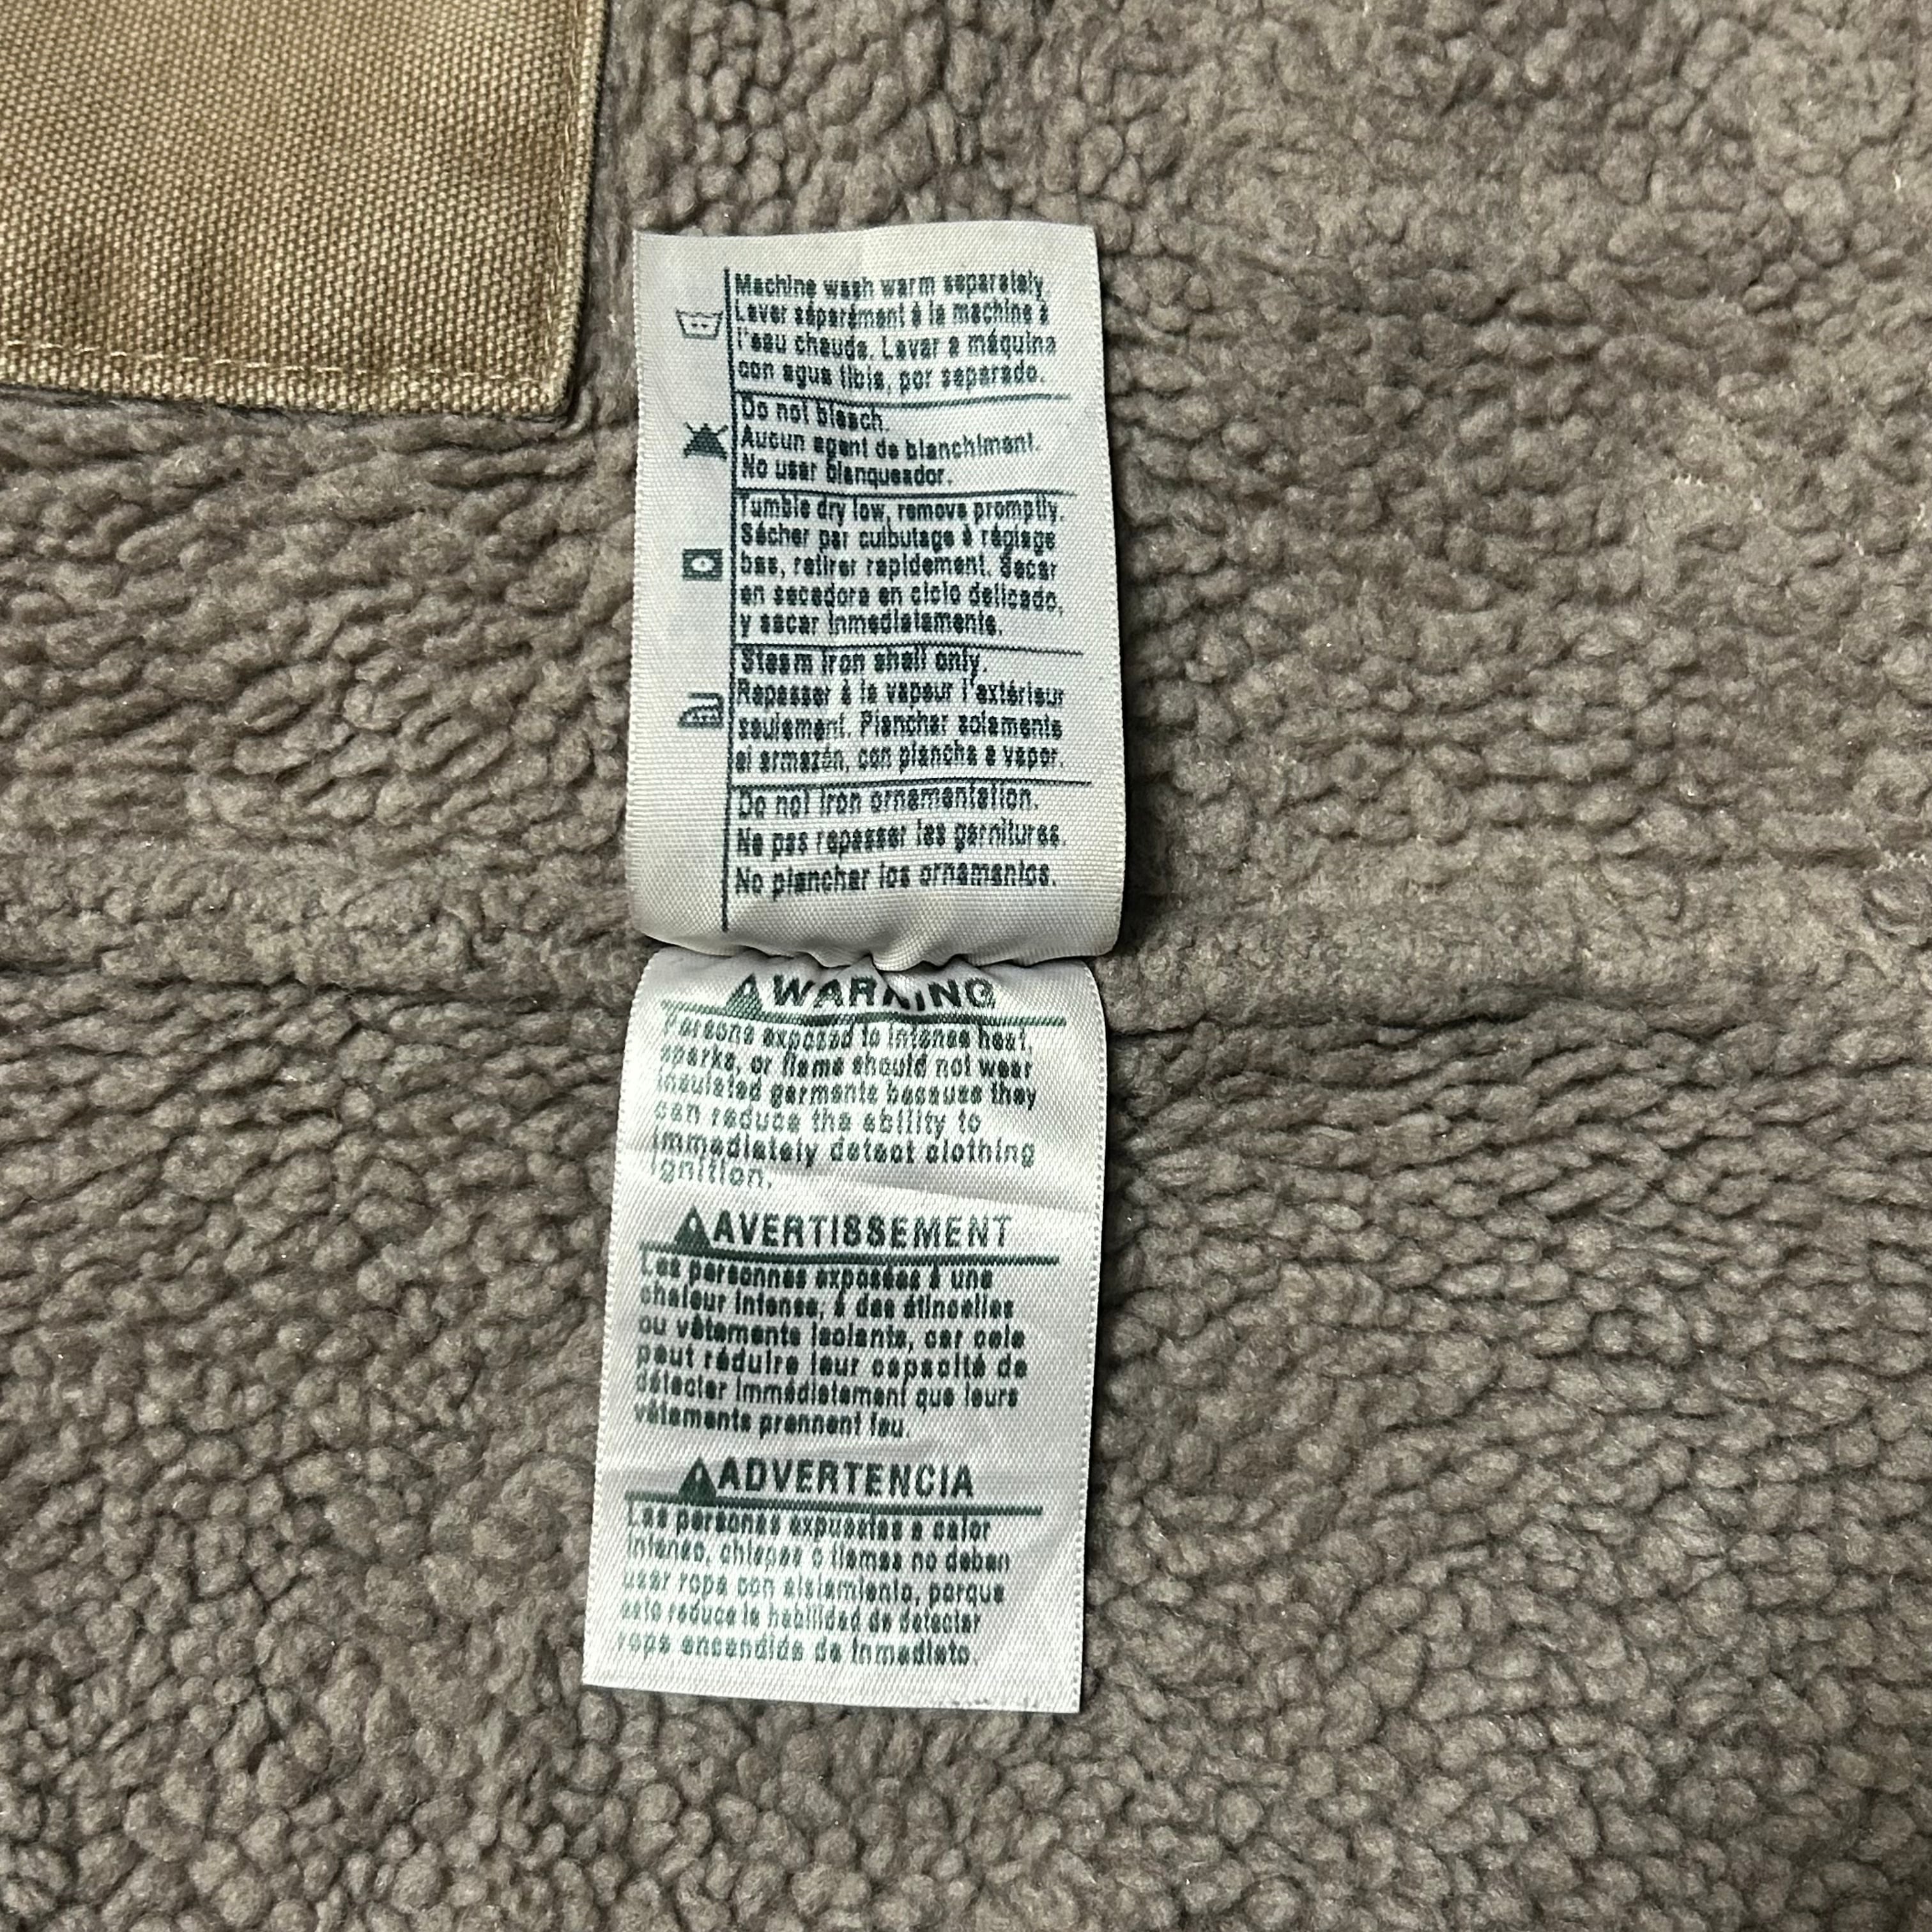 Machine wash warm separately
Laver séparément à la machine à
l'eau chaude. Lavar a máquina
con agua tibia, por separado.
Do not bleach.
Aucun agent de blanchiment.
No usar blanqueador.
Tumble dry low, remove promptly.
Sécher par culbutage à réglage
bas, retirer rapidement. Secar
en secadora en ciclo delicado,
y sacar inmediatamente.
Steam iron shell only.
Repasser à la vapeur l'extérieur
seulement. Planchar solamente
el armazón, con plancha a vapor.
Do not iron ornamentation.
Ne pas repasser les garnitures.
No planchar los ornamentos.
WARNING
Persons exposed to intense heat,
sparks, or flame should not wear
insulated garments because they
can reduce the ability to
immediately detect clothing
ignition.
AVERTISSEMENT
Les personnes exposées à une
chaleur intense, à des étincelles
ou vêtements isolants, car cela
peut réduire leur capacité de
détecter immédiatement que leurs
vêtements prennent feu.
ADVERTENCIA
Las personas expuestas a calor
intenso, chispas o llamas no deben
usar ropa con aislamiento, porque
esto reduce la habilidad de detectar
ropa encendida de inmediato.